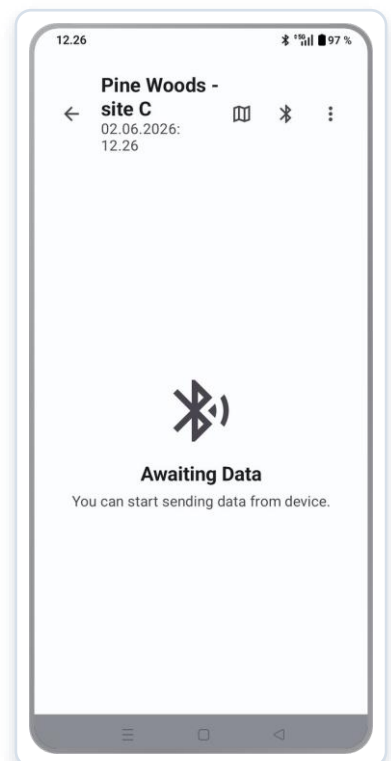 12.26
5G
97 %
Pine Woods -
site C
02.06.2026:
12.26
Awaiting Data
You can start sending data from device.